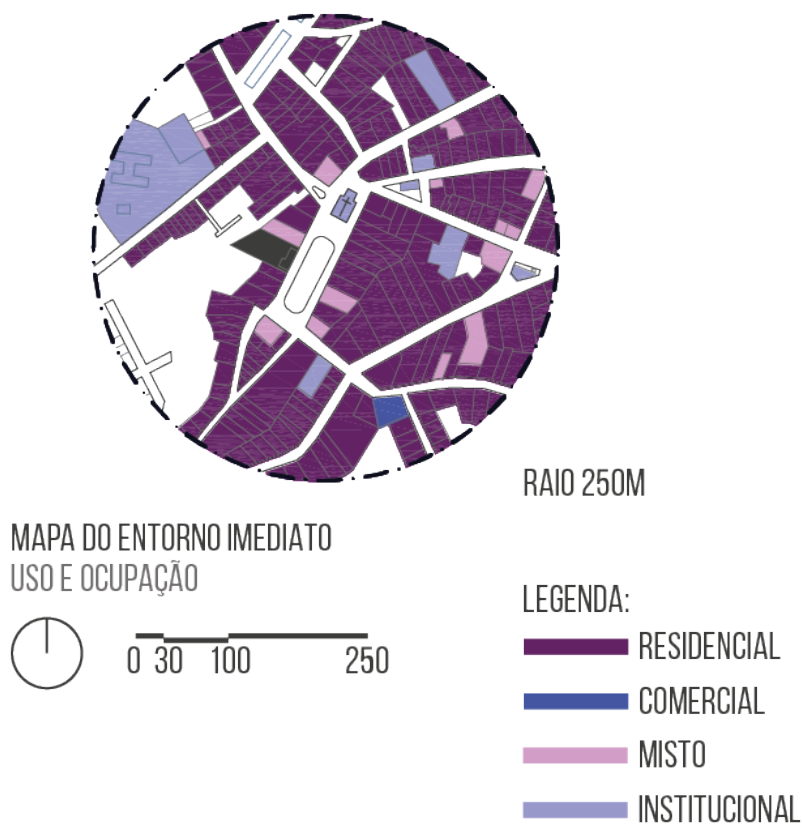 RAIO 250M
MAPA DO ENTORNO IMEDIATO
USO E OCUPAÇÃO
0 30 100 250
LEGENDA:
RESIDENCIAL
COMERCIAL
MISTO
INSTITUCIONAL